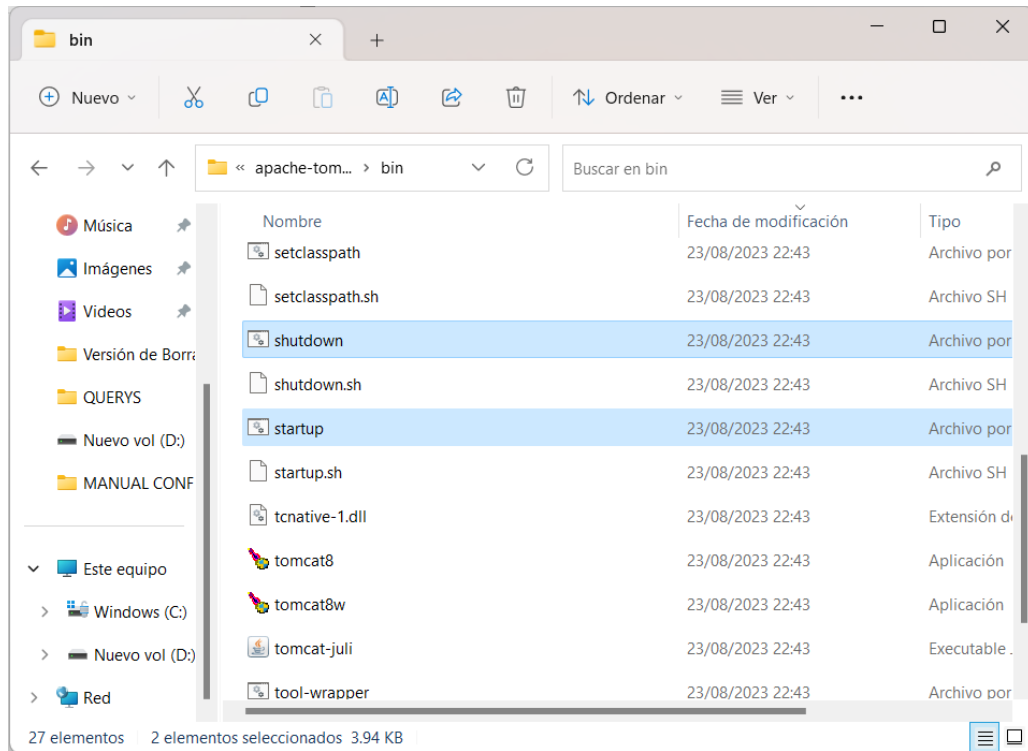 bin
Nuevo
Ordenar
Ver
« apache-tom... > bin
Buscar en bin
Música
Imágenes
Videos
Versión de Borra
QUERYS
Nuevo vol (D:)
MANUAL CONF
Este equipo
Windows (C:)
Nuevo vol (D:)
Red
Nombre Fecha de modificación Tipo
setclasspath 23/08/2023 22:43 Archivo por
setclasspath.sh 23/08/2023 22:43 Archivo SH
shutdown 23/08/2023 22:43 Archivo por
shutdown.sh 23/08/2023 22:43 Archivo SH
startup 23/08/2023 22:43 Archivo por
startup.sh 23/08/2023 22:43 Archivo SH
tcnative-1.dll 23/08/2023 22:43 Extensión de
tomcat8 23/08/2023 22:43 Aplicación
tomcat8w 23/08/2023 22:43 Aplicación
tomcat-juli 23/08/2023 22:43 Executable .
tool-wrapper 23/08/2023 22:43 Archivo por
27 elementos 2 elementos seleccionados 3.94 KB